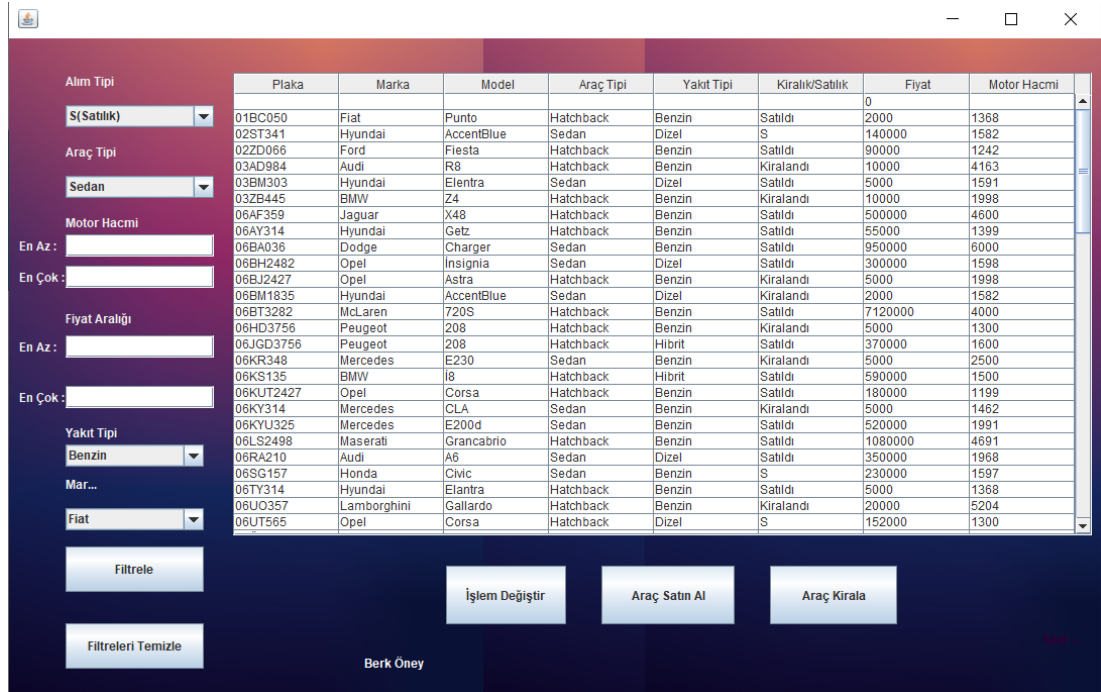 Alım Tipi
S(Satılık)
Araç Tipi
Sedan
Motor Hacmi
En Az :
En Çok :
Fiyat Aralığı
En Az :
En Çok :
Yakıt Tipi
Benzin
Mar...
Fiat
Filtrele
Filtreleri Temizle
Plaka Marka Model Araç Tipi Yakıt Tipi Kiralık/Satılık Fiyat Motor Hacmi
0
01BC050 Fiat Punto Hatchback Benzin Satıldı 2000 1368
02ST341 Hyundai AccentBlue Sedan Dizel S 140000 1582
02ZD066 Ford Fiesta Hatchback Benzin Satıldı 90000 1242
03AD984 Audi R8 Hatchback Benzin Kiralandı 10000 4163
03BM303 Hyundai Elentra Sedan Dizel Satıldı 5000 1591
03ZB445 BMW Z4 Hatchback Benzin Kiralandı 10000 1998
06AF359 Jaguar X48 Hatchback Benzin Satıldı 500000 4600
06AY314 Hyundai Getz Hatchback Benzin Satıldı 55000 1399
06BA036 Dodge Charger Sedan Benzin Satıldı 950000 6000
06BH2482 Opel İnsignia Sedan Dizel Satıldı 300000 1598
06BJ2427 Opel Astra Hatchback Benzin Kiralandı 5000 1998
06BM1835 Hyundai AccentBlue Sedan Dizel Kiralandı 2000 1582
06BT3282 McLaren 720S Hatchback Benzin Satıldı 7120000 4000
06HD3756 Peugeot 208 Hatchback Benzin Kiralandı 5000 1300
06JGD3756 Peugeot 208 Hatchback Hibrit Satıldı 370000 1600
06KR348 Mercedes E230 Sedan Benzin Kiralandı 5000 2500
06KS135 BMW İ8 Hatchback Hibrit Satıldı 590000 1500
06KUT2427 Opel Corsa Hatchback Benzin Satıldı 180000 1199
06KY314 Mercedes CLA Sedan Benzin Kiralandı 5000 1462
06KYU325 Mercedes E200d Sedan Benzin Satıldı 520000 1991
06LS2498 Maserati Grancabrio Hatchback Benzin Satıldı 1080000 4691
06RA210 Audi A6 Sedan Dizel Satıldı 350000 1968
06SG157 Honda Civic Sedan Benzin S 230000 1597
06TY314 Hyundai Elantra Hatchback Benzin Satıldı 5000 1368
06UO357 Lamborghini Gallardo Hatchback Benzin Kiralandı 20000 5204
06UT565 Opel Corsa Hatchback Dizel S 152000 1300
İşlem Değiştir
Araç Satın Al
Araç Kirala
Berk Öney